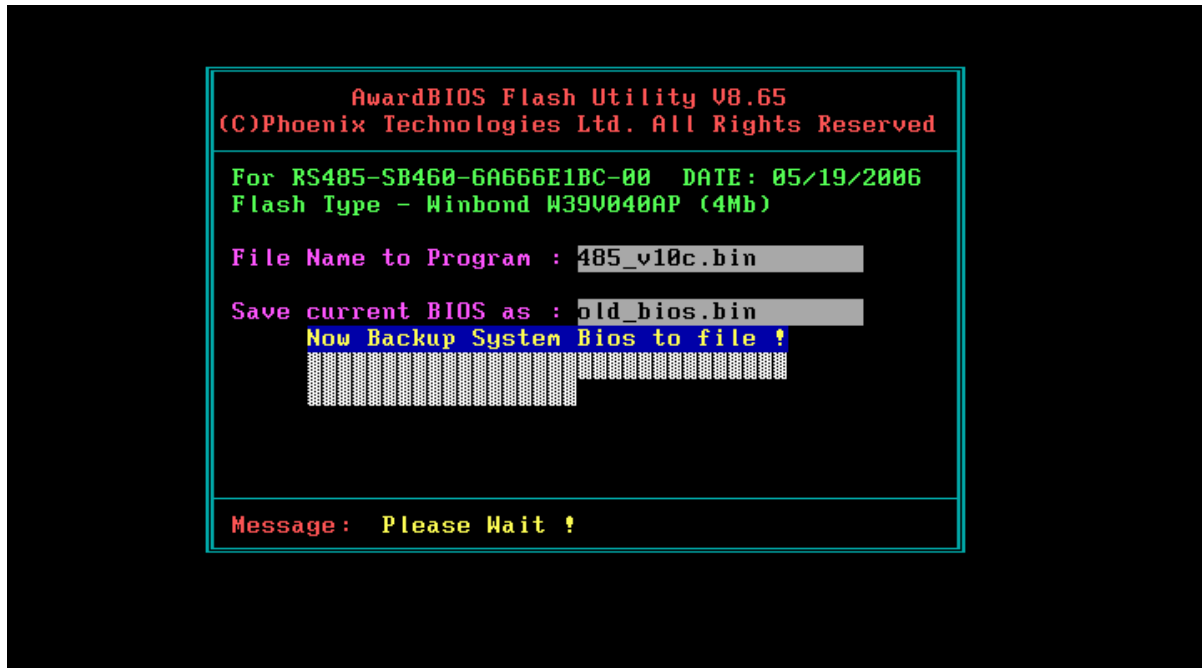 AwardBIOS Flash Utility V8.65
(C)Phoenix Technologies Ltd. All Rights Reserved
For RS485-SB460-6A666E1BC-00 DATE: 05/19/2006
Flash Type - Winbond W39V040AP (4Mb)
File Name to Program : 485_v10c.bin
Save current BIOS as : old_bios.bin
Now Backup System Bios to file !
Message: Please Wait !